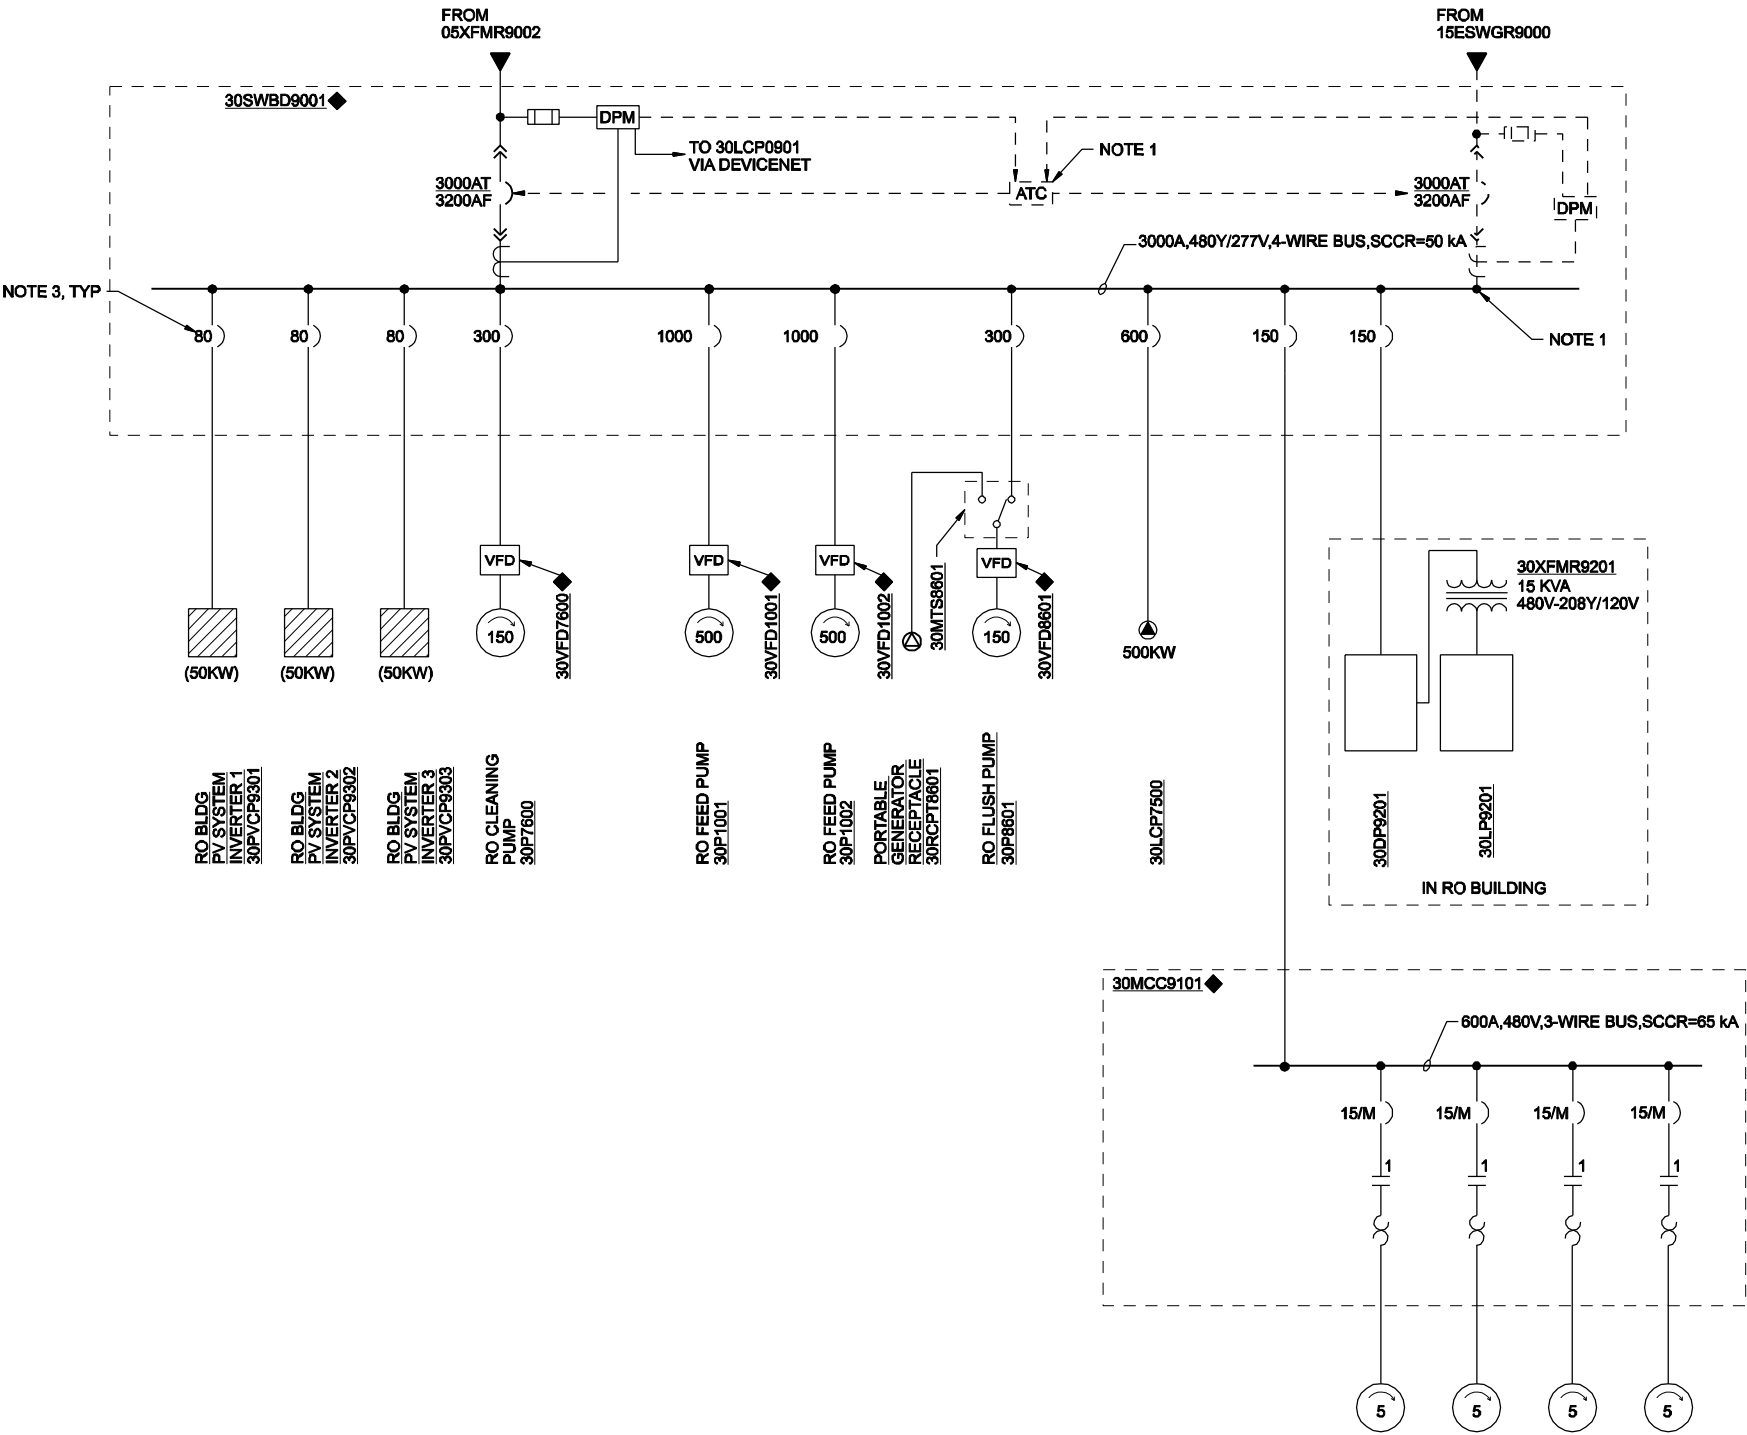 FROM
05XFMR9002
FROM
15ESWGR9000
30SWBD9001
DPM
TO 30LCP0901
VIA DEVICENET
NOTE 1
3000AT
3200AF
ATC
3000AT
3200AF
DPM
3000A,480Y/277V,4-WIRE BUS,SCCR=50 kA
NOTE 3, TYP
80
80
80
300
1000
1000
300
600
150
150
NOTE 1
VFD
VFD
VFD
VFD
30VFD7600
30VFD1001
30VFD1002
30MTS8601
30VFD8601
150
500
500
150
(50KW)
(50KW)
(50KW)
500KW
30XFMR9201
15 KVA
480V-208Y/120V
RO BLDG
PV SYSTEM
INVERTER 1
30PVCP9301
RO BLDG
PV SYSTEM
INVERTER 2
30PVCP9302
RO BLDG
PV SYSTEM
INVERTER 3
30PVCP9303
RO CLEANING
PUMP
30P7600
RO FEED PUMP
30P1001
RO FEED PUMP
30P1002
PORTABLE
GENERATOR
RECEPTACLE
30RCPT8601
RO FLUSH PUMP
30P8601
30LCP7500
30DP9201
30LP9201
IN RO BUILDING
30MCC9101
600A,480V,3-WIRE BUS,SCCR=65 kA
15/M
15/M
15/M
15/M
1
1
1
1
5
5
5
5